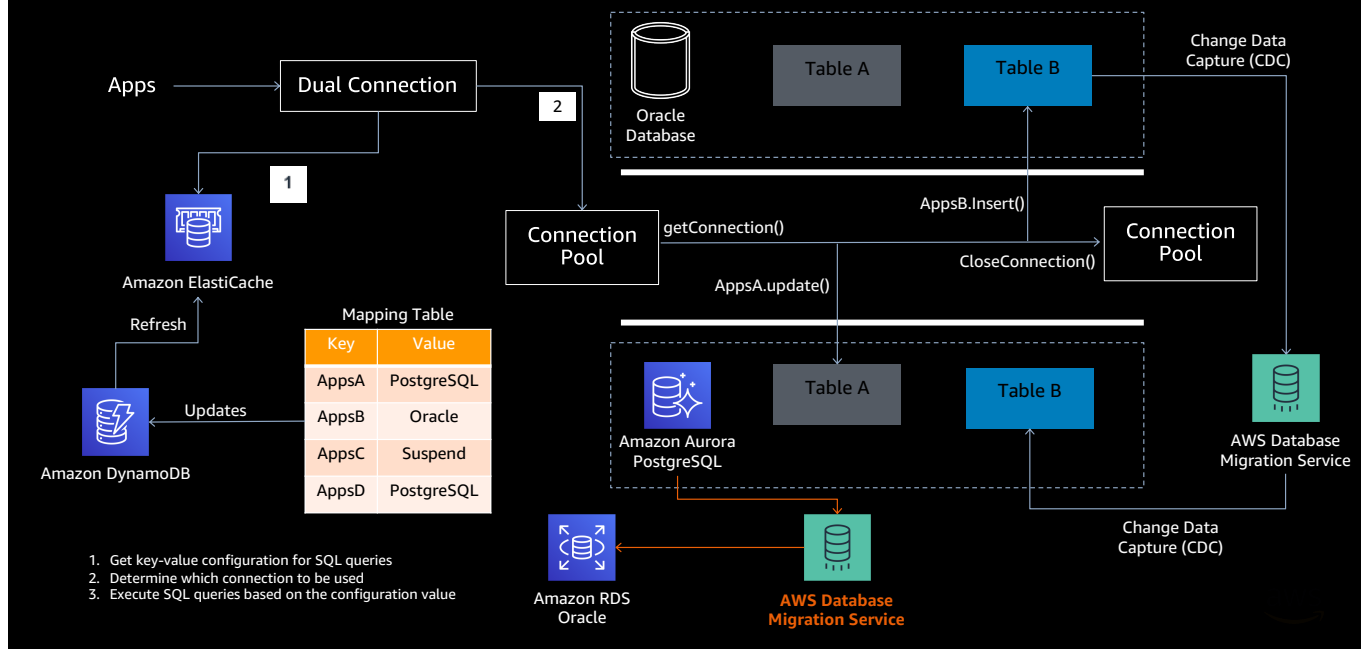 Apps
Dual Connection
2
1
Oracle
Database
Table A
Table B
Change Data
Capture (CDC)
Amazon ElastiCache
Refresh
Connection
Pool
getConnection()
AppsB.Insert()
CloseConnection()
AppsA.update()
Connection
Pool
Mapping Table
Key Value
AppsA PostgreSQL
AppsB Oracle
AppsC Suspend
AppsD PostgreSQL
Updates
Amazon DynamoDB
Amazon Aurora
PostgreSQL
Table A
Table B
AWS Database
Migration Service
Change Data
Capture (CDC)
1. Get key-value configuration for SQL queries
2. Determine which connection to be used
3. Execute SQL queries based on the configuration value
Amazon RDS
Oracle
AWS Database
Migration Service